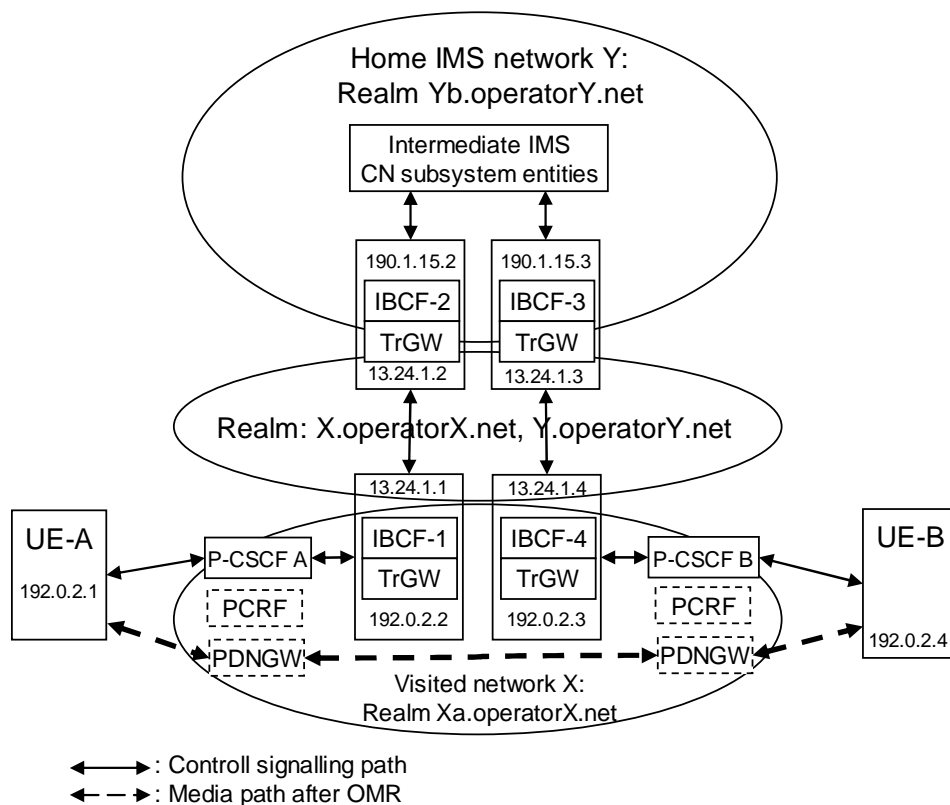 Home IMS network Y:
Realm Yb.operatorY.net
Intermediate IMS
CN subsystem entities
190.1.15.2
190.1.15.3
IBCF-2
IBCF-3
TrGW
TrGW
13.24.1.2
13.24.1.3
Realm: X.operatorX.net, Y.operatorY.net
13.24.1.1
13.24.1.4
UE-A
192.0.2.1
P-CSCF A
IBCF-1
IBCF-4
P-CSCF B
UE-B
192.0.2.4
TrGW
TrGW
PCRF
PCRF
192.0.2.2
192.0.2.3
PDNGW
PDNGW
Visited network X:
Realm Xa.operatorX.net
: Controll signalling path
: Media path after OMR